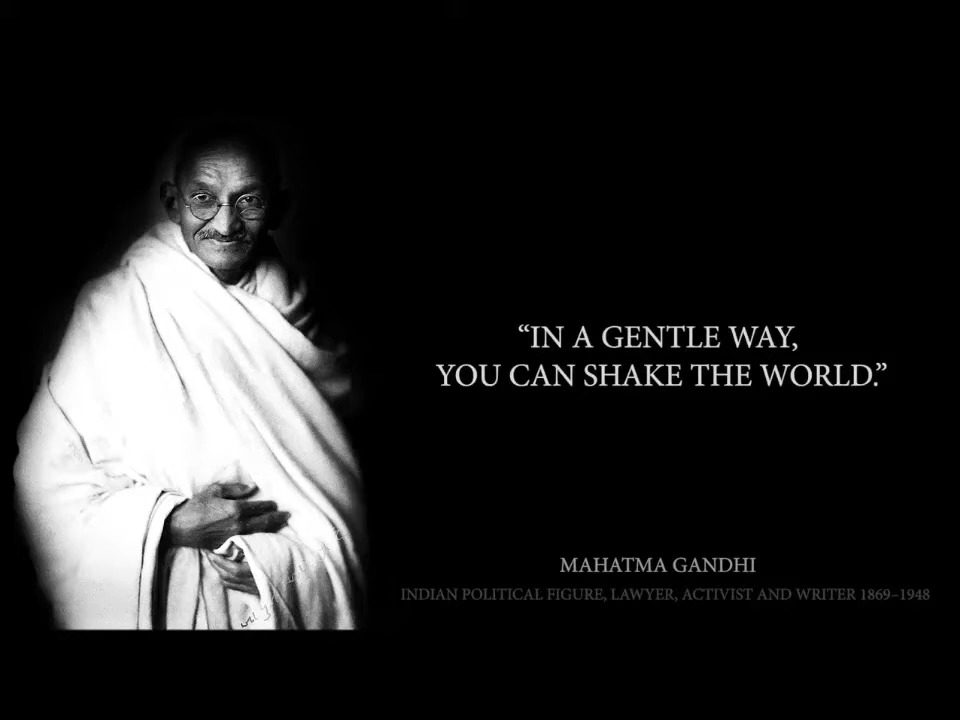 “IN A GENTLE WAY,
YOU CAN SHAKE THE WORLD.”
MAHATMA GANDHI
INDIAN POLITICAL FIGURE, LAWYER, ACTIVIST AND WRITER 1869–1948